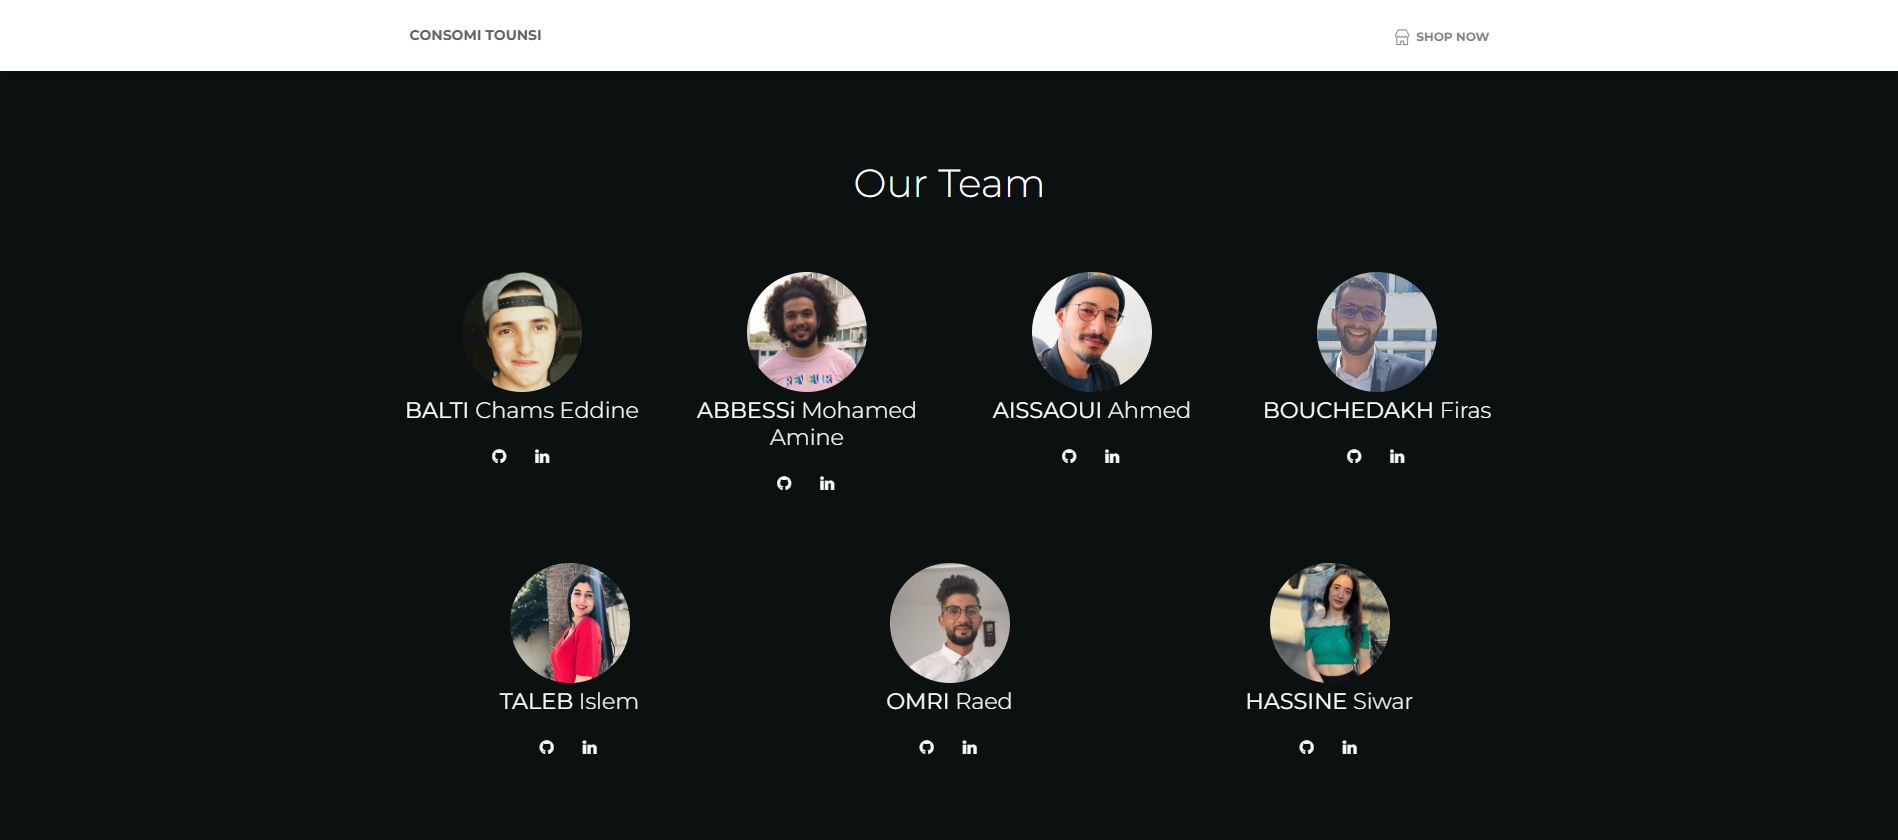 CONSOMI TOUNSI
SHOP NOW
Our Team
BALTI Chams Eddine
ABBESSi Mohamed
Amine
AISSAOUI Ahmed
BOUCHEDAKH Firas
TALEB Islem
OMRI Raed
HASSINE Siwar